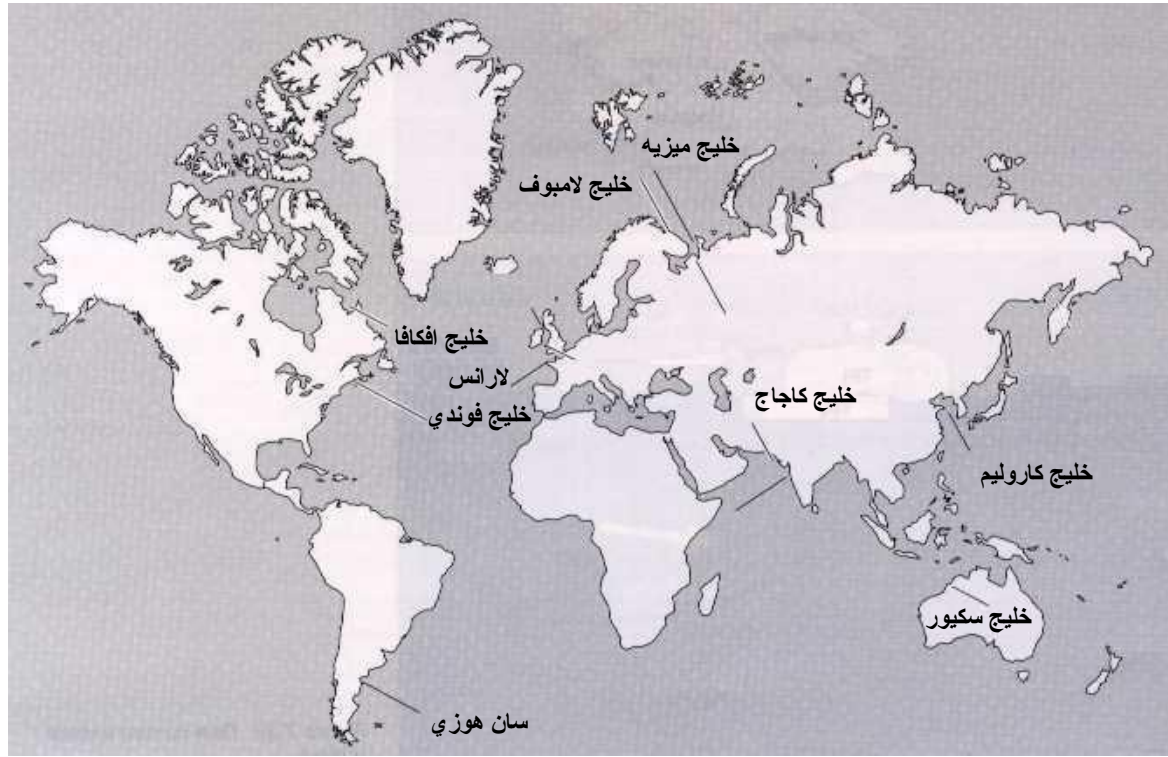 خليج ميزيه
خليج لامبوف
خليج افكافا
لارانس
خليج فوندي
خليج كاجاج
خليج كاروليم
خليج سكيور
سان هوزي